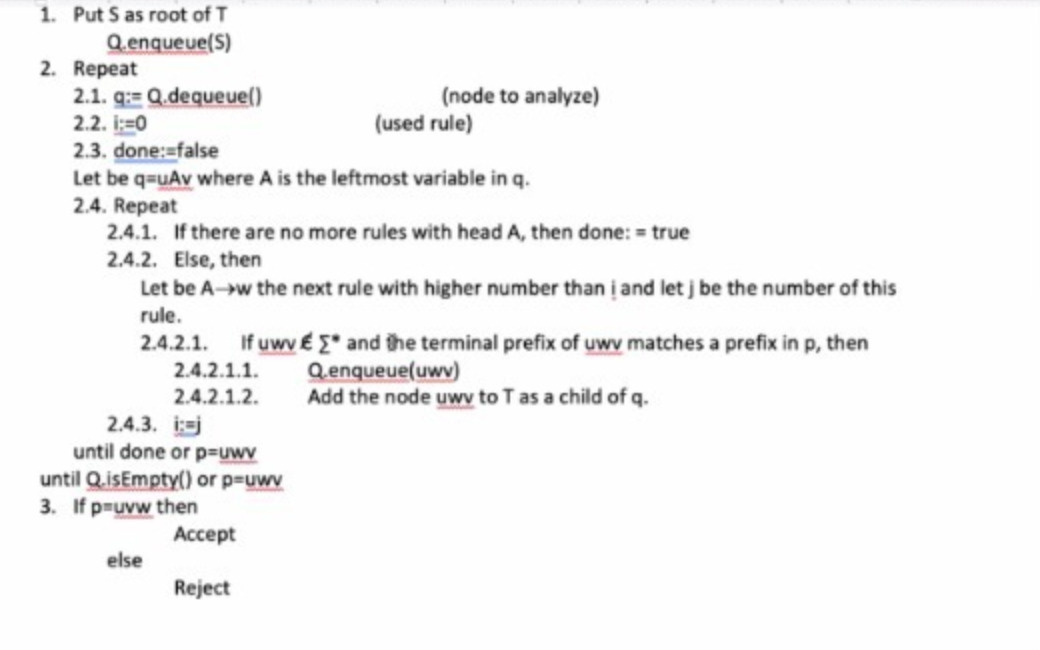 1. Put S as root of T
Q.enqueue(S)
2. Repeat
2.1. q:= Q.dequeue() (node to analyze)
2.2. i:=0 (used rule)
2.3. done:=false
Let be q=uAv where A is the leftmost variable in q.
2.4. Repeat
2.4.1. If there are no more rules with head A, then done: = true
2.4.2. Else, then
Let be A→w the next rule with higher number than i and let j be the number of this
rule.
2.4.2.1. If uwv ∉ Σ* and the terminal prefix of uwv matches a prefix in p, then
2.4.2.1.1. Q.enqueue(uwv)
2.4.2.1.2. Add the node uwv to T as a child of q.
2.4.3. i:=j
until done or p=uwv
until Q.isEmpty() or p=uwv
3. If p=uvw then
Accept
else
Reject